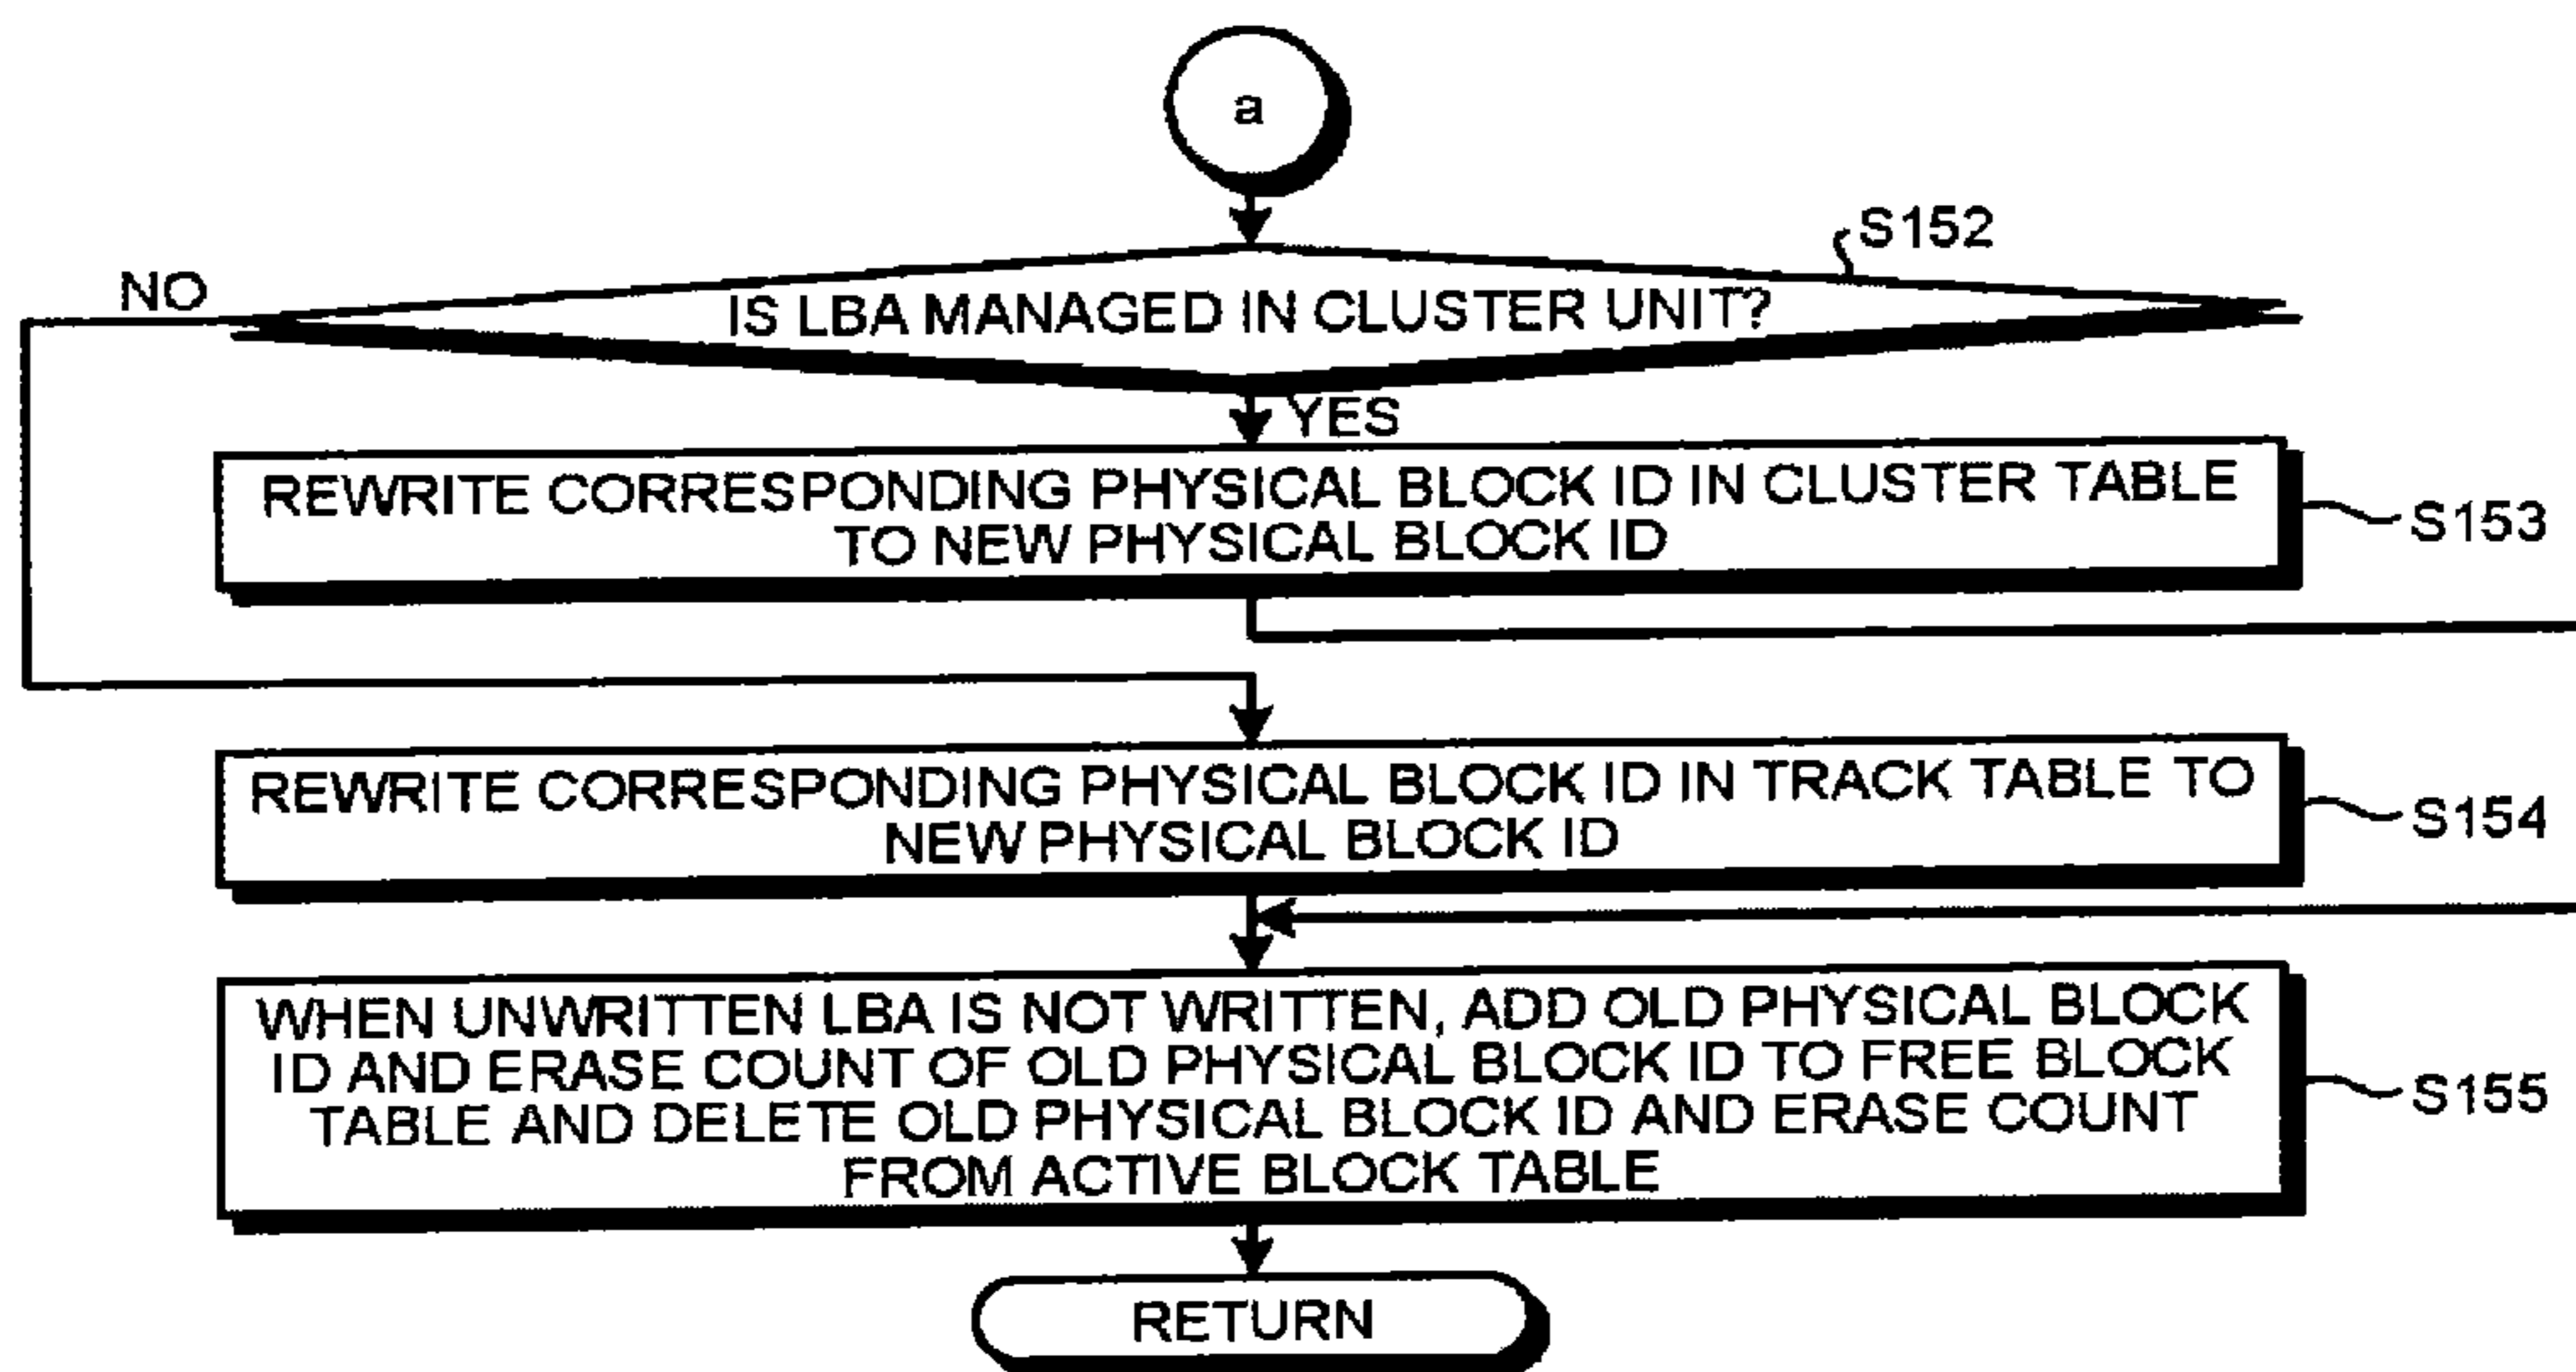 a
S152
NO
IS LBA MANAGED IN CLUSTER UNIT?
YES
REWRITE CORRESPONDING PHYSICAL BLOCK ID IN CLUSTER TABLE
TO NEW PHYSICAL BLOCK ID
S153
REWRITE CORRESPONDING PHYSICAL BLOCK ID IN TRACK TABLE TO
NEW PHYSICAL BLOCK ID
S154
WHEN UNWRITTEN LBA IS NOT WRITTEN, ADD OLD PHYSICAL BLOCK
ID AND ERASE COUNT OF OLD PHYSICAL BLOCK ID TO FREE BLOCK
TABLE AND DELETE OLD PHYSICAL BLOCK ID AND ERASE COUNT
FROM ACTIVE BLOCK TABLE
S155
RETURN